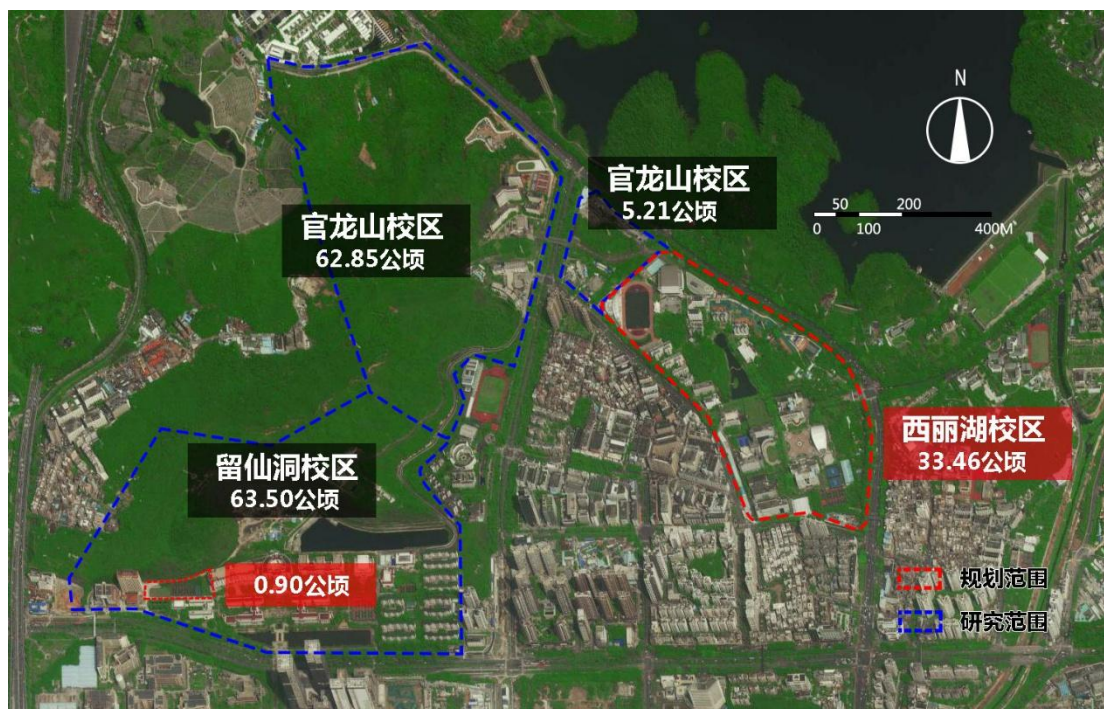 N
50 200
0 100 400M
官龙山校区
5.21公顷
官龙山校区
62.85公顷
西丽湖校区
33.46公顷
留仙洞校区
63.50公顷
0.90公顷
规划范围
研究范围